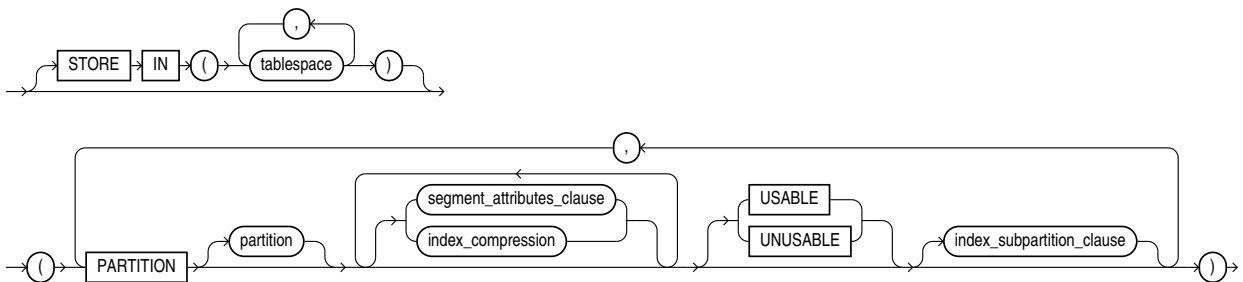 ,
STORE IN ( tablespace )
,
segment_attributes_clause USABLE
partition index_compression UNUSABLE index_subpartition_clause
( PARTITION )